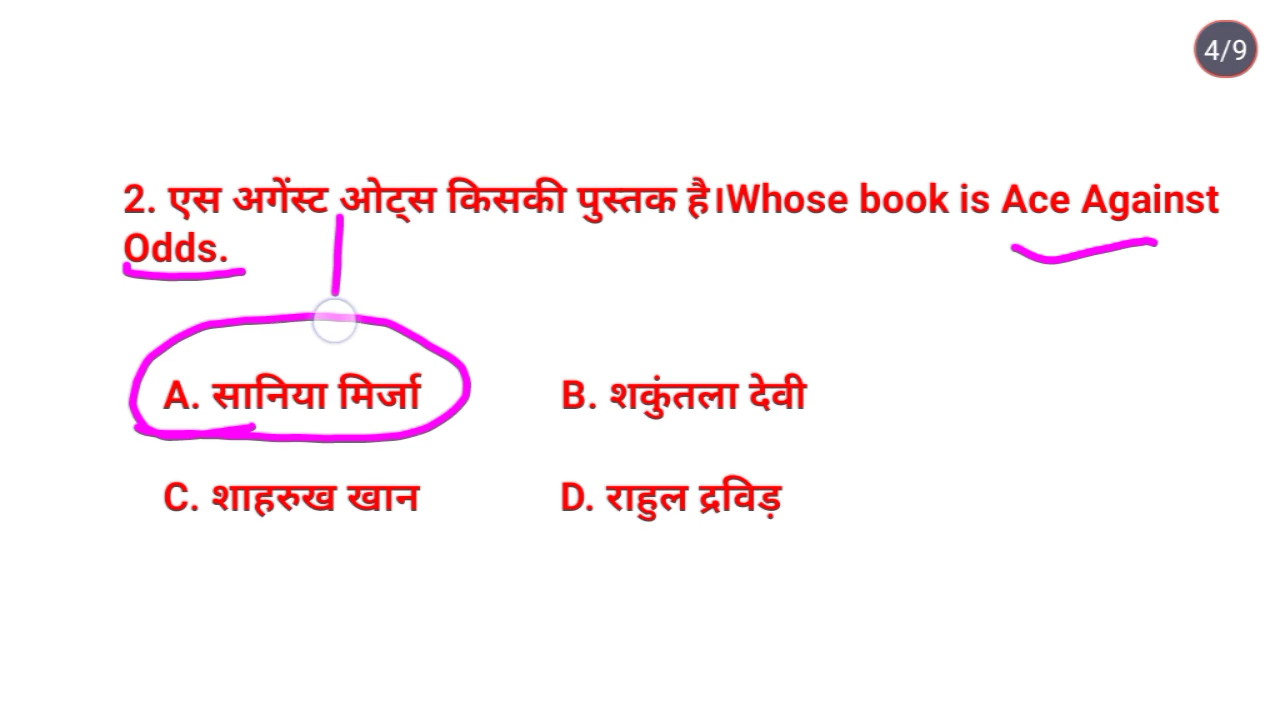 4/9
2. एस अगेंस्ट ओट्स किसकी पुस्तक है।Whose book is Ace Against
Odds.
A. सानिया मिर्जा B. शकुंतला देवी
C. शाहरुख खान D. राहुल द्रविड़